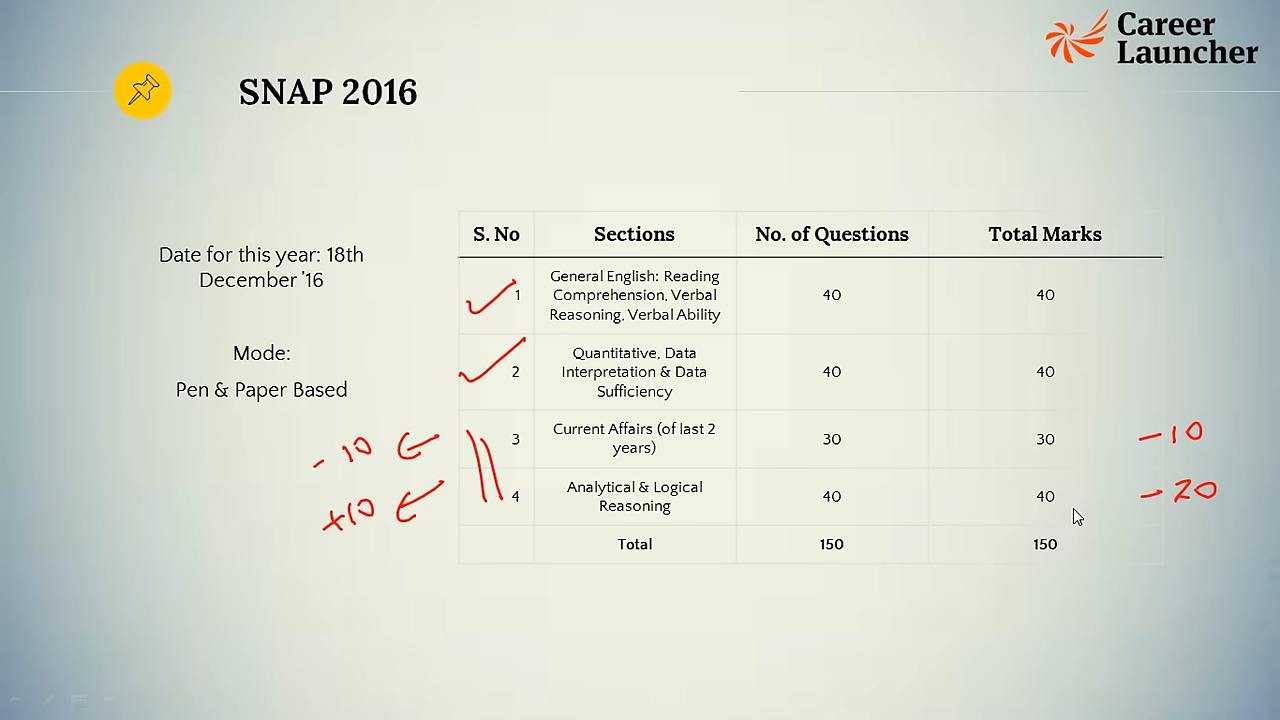 Career
Launcher
SNAP 2016
Date for this year: 18th
December '16
Mode:
Pen & Paper Based
S. No Sections No. of Questions Total Marks
1 General English: Reading Comprehension, Verbal Reasoning, Verbal Ability 40 40
2 Quantitative, Data Interpretation & Data Sufficiency 40 40
3 Current Affairs (of last 2 years) 30 30
4 Analytical & Logical Reasoning 40 40
Total 150 150
-10
+10
-10
-20